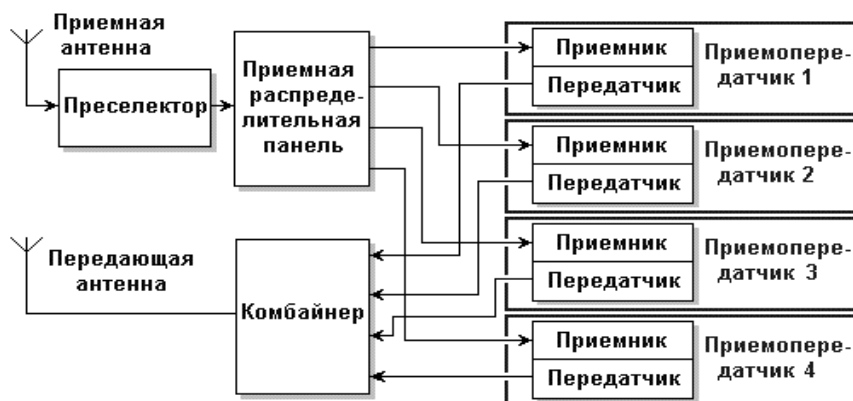 Приемная
антенна
Преселектор
Приемная
распреде-
лительная
панель
Приемник
Передатчик
Приемопере-
датчик 1
Приемник
Передатчик
Приемопере-
датчик 2
Передающая
антенна
Комбайнер
Приемник
Передатчик
Приемопере-
датчик 3
Приемник
Передатчик
Приемопере-
датчик 4